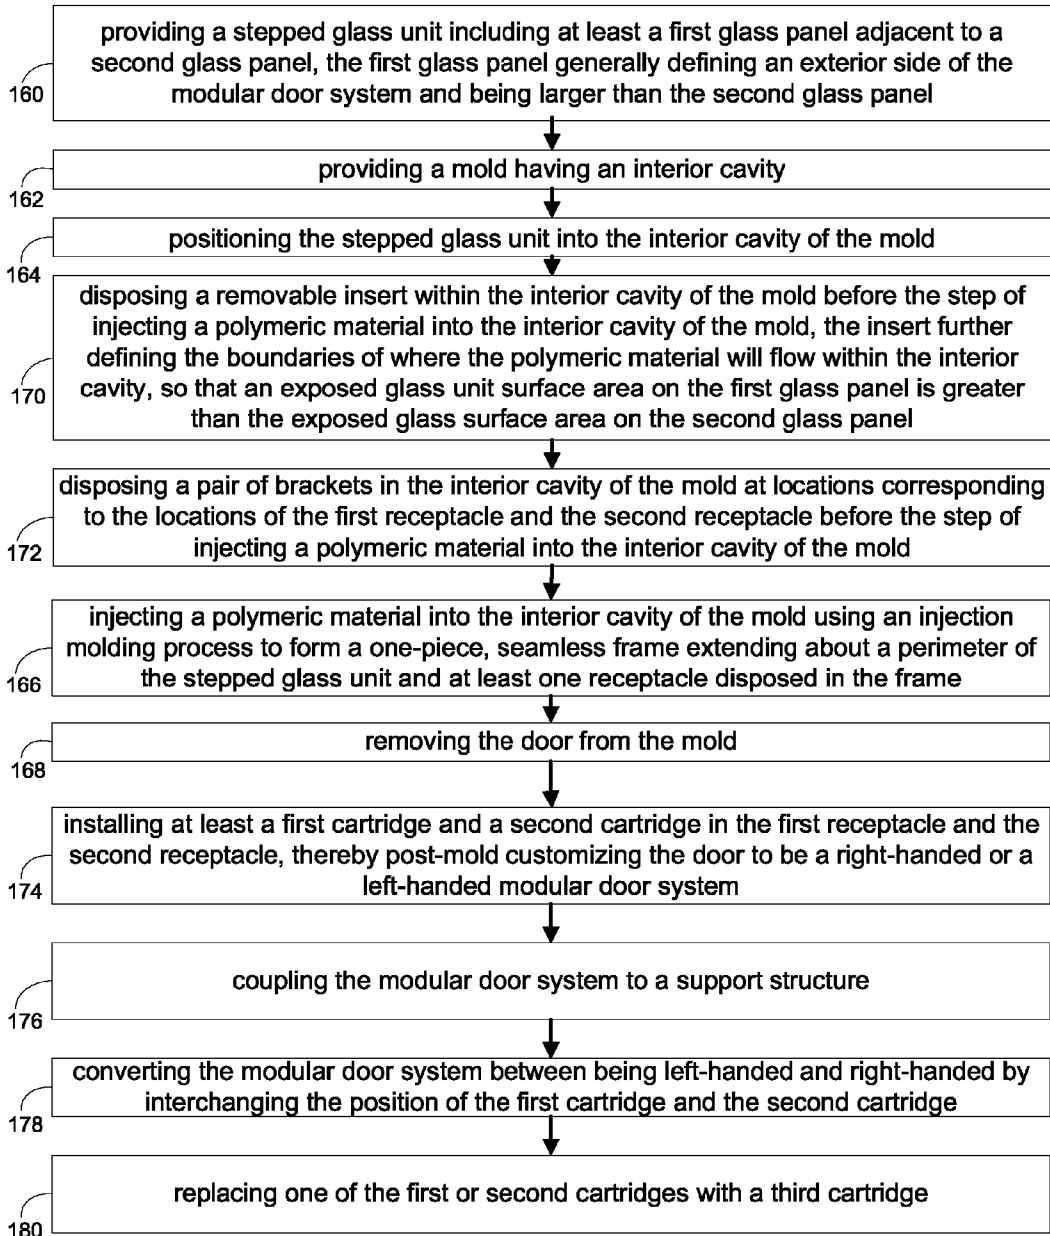 providing a stepped glass unit including at least a first glass panel adjacent to a
second glass panel, the first glass panel generally defining an exterior side of the
modular door system and being larger than the second glass panel
160
providing a mold having an interior cavity
162
positioning the stepped glass unit into the interior cavity of the mold
164
disposing a removable insert within the interior cavity of the mold before the step of
injecting a polymeric material into the interior cavity of the mold, the insert further
defining the boundaries of where the polymeric material will flow within the interior
cavity, so that an exposed glass unit surface area on the first glass panel is greater
than the exposed glass surface area on the second glass panel
170
disposing a pair of brackets in the interior cavity of the mold at locations corresponding
to the locations of the first receptacle and the second receptacle before the step of
injecting a polymeric material into the interior cavity of the mold
172
injecting a polymeric material into the interior cavity of the mold using an injection
molding process to form a one-piece, seamless frame extending about a perimeter of
the stepped glass unit and at least one receptacle disposed in the frame
166
removing the door from the mold
168
installing at least a first cartridge and a second cartridge in the first receptacle and the
second receptacle, thereby post-mold customizing the door to be a right-handed or a
left-handed modular door system
174
coupling the modular door system to a support structure
176
converting the modular door system between being left-handed and right-handed by
interchanging the position of the first cartridge and the second cartridge
178
replacing one of the first or second cartridges with a third cartridge
180